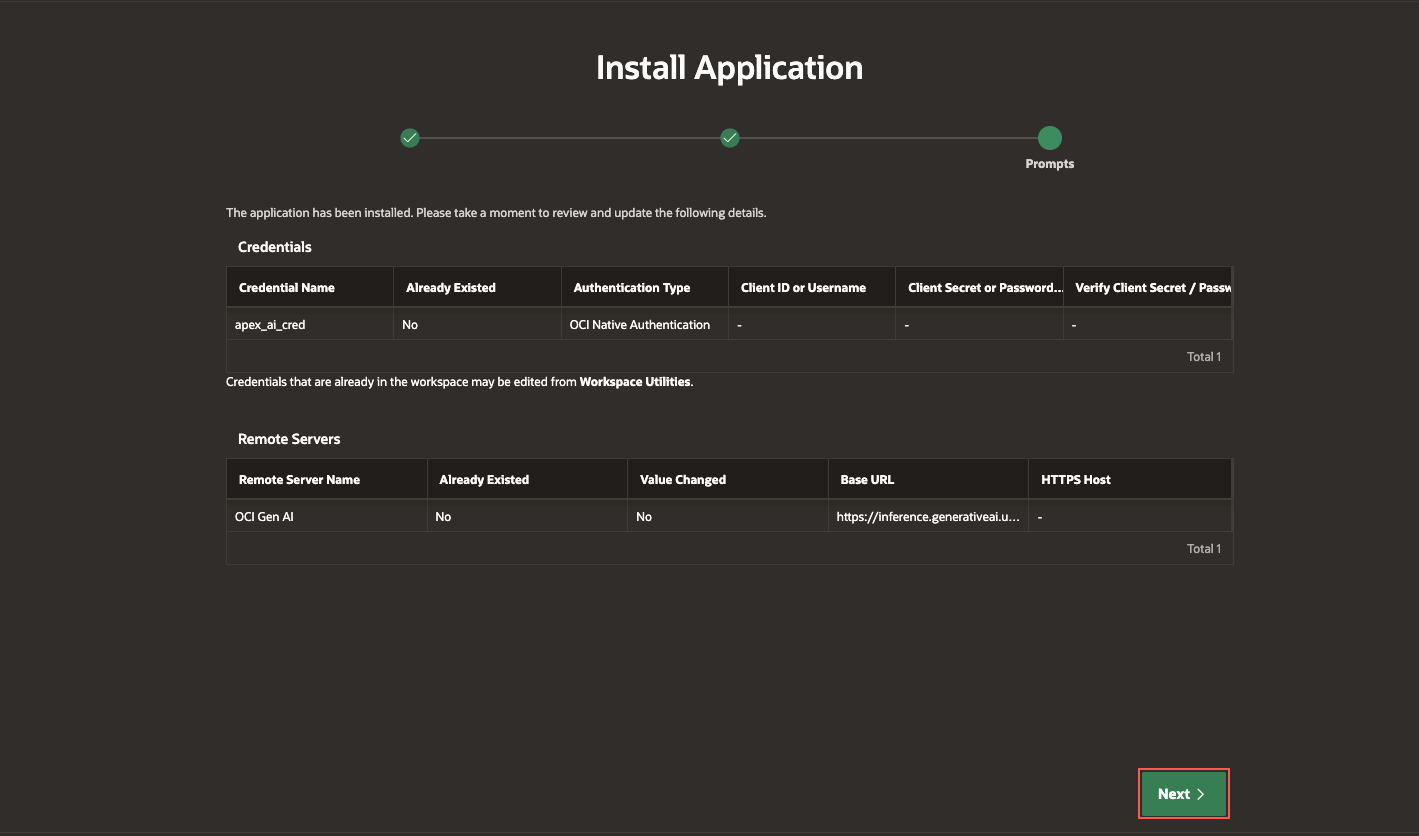 Install Application
Prompts
The application has been installed. Please take a moment to review and update the following details.
Credentials
Credential Name Already Existed Authentication Type Client ID or Username Client Secret or Password... Verify Client Secret / Passw
apex_ai_cred No OCI Native Authentication - - -
Total 1
Credentials that are already in the workspace may be edited from Workspace Utilities.
Remote Servers
Remote Server Name Already Existed Value Changed Base URL HTTPS Host
OCI Gen AI No No https://inference.generativeai.u... -
Total 1
Next